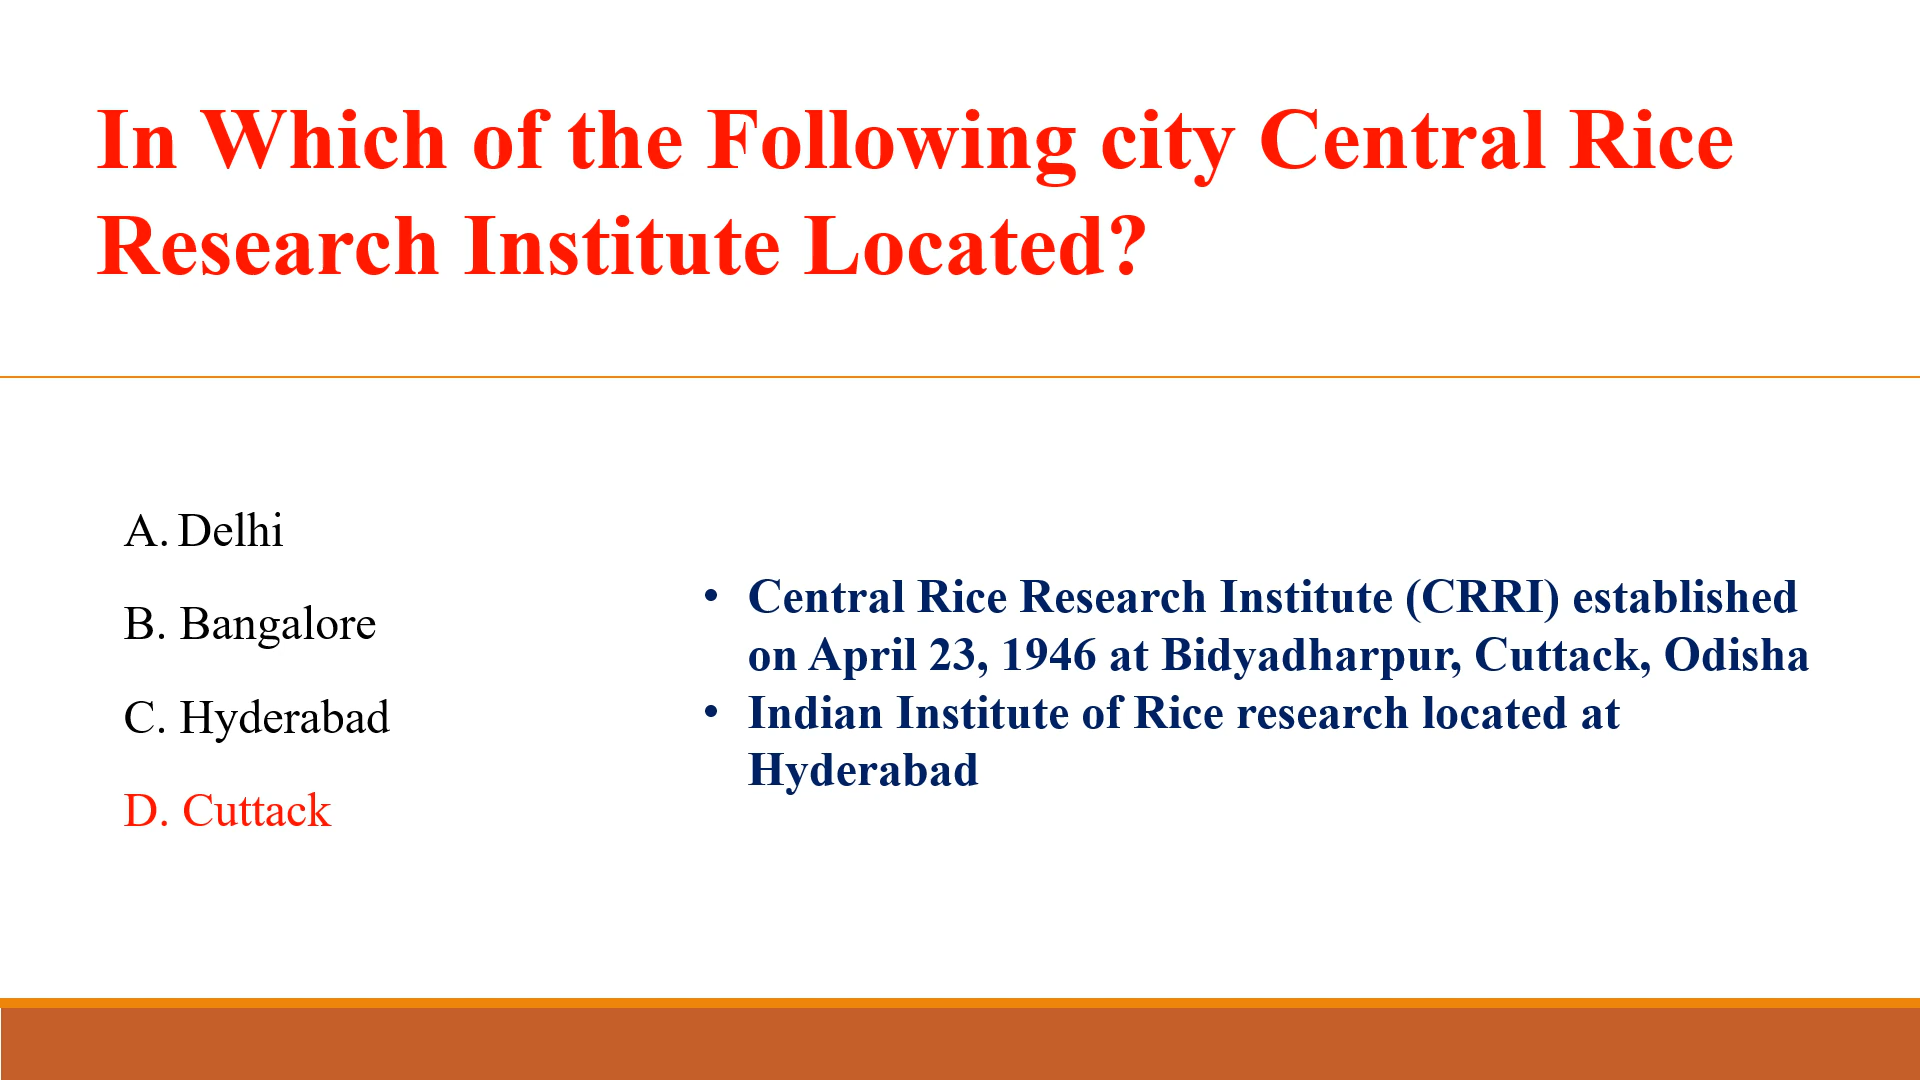 In Which of the Following city Central Rice
Research Institute Located?
A. Delhi
B. Bangalore
C. Hyderabad
D. Cuttack
• Central Rice Research Institute (CRRI) established
on April 23, 1946 at Bidyadharpur, Cuttack, Odisha
• Indian Institute of Rice research located at
Hyderabad